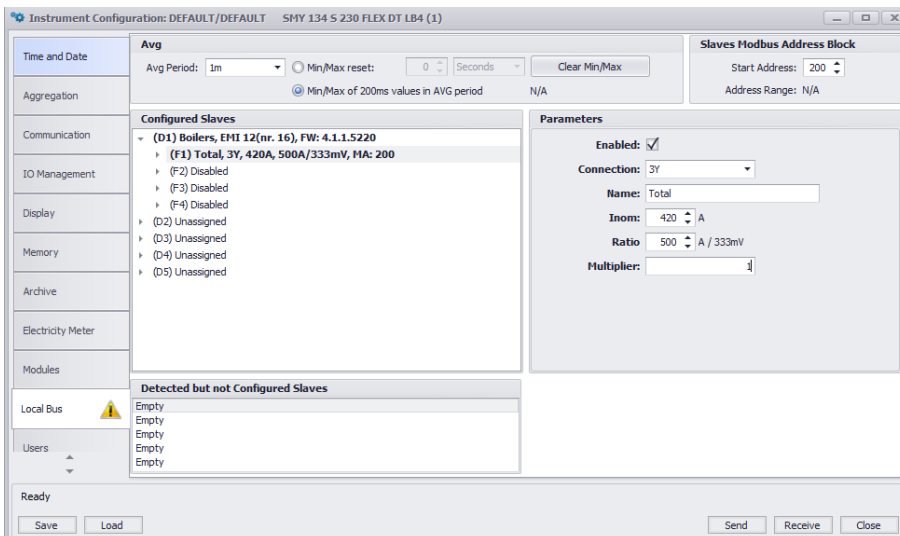 Instrument Configuration: DEFAULT/DEFAULT SMY 134 S 230 FLEX DT LB4 (1)
Time and Date
Aggregation
Communication
IO Management
Display
Memory
Archive
Electricity Meter
Modules
Local Bus
Users
Avg
Avg Period: 1m Min/Max reset: 0 Seconds Clear Min/Max
Min/Max of 200ms values in AVG period N/A
Slaves Modbus Address Block
Start Address: 200
Address Range: N/A
Configured Slaves
(D1) Boilers, EMI 12(nr. 16), FW: 4.1.1.5220
(F1) Total, 3Y, 420A, 500A/333mV, MA: 200
(F2) Disabled
(F3) Disabled
(F4) Disabled
(D2) Unassigned
(D3) Unassigned
(D4) Unassigned
(D5) Unassigned
Parameters
Enabled:
Connection: 3Y
Name: Total
Inom: 420 A
Ratio 500 A / 333mV
Multiplier: 1
Detected but not Configured Slaves
Empty
Empty
Empty
Empty
Empty
Ready
Save Load Send Receive Close